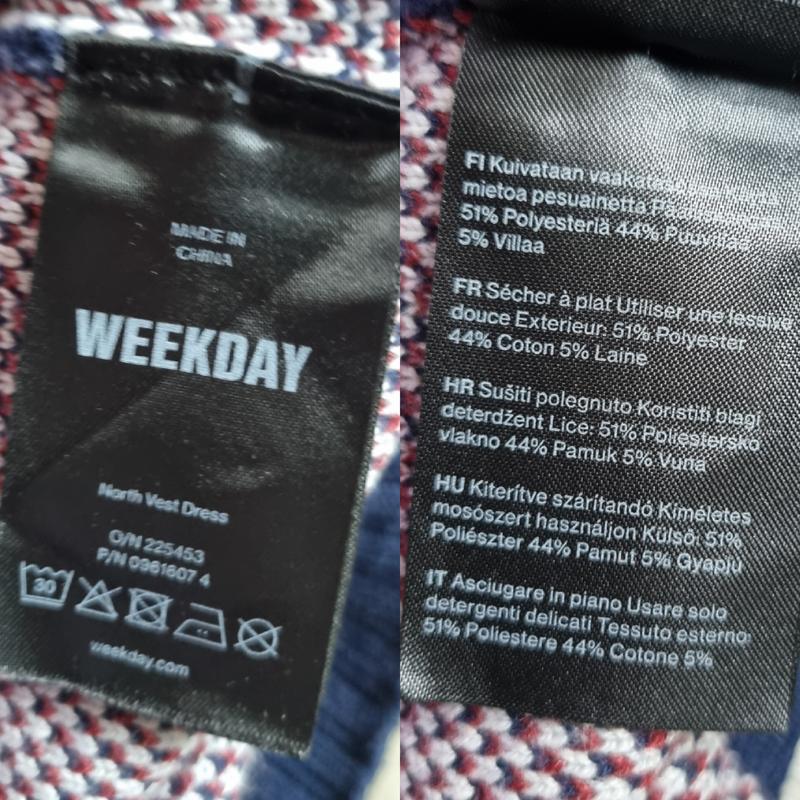 MADE IN
CHINA
WEEKDAY
North Vest Dress
O/N 225453
P/N 0961607 4
30
weekday.com
FI Kuivataan
mietoa pesuainetta
51% Polyesteriä 44% Puuvillaa
5% Villaa
FR Sécher à plat Utiliser une lessive
douce Exterieur: 51% Polyester
44% Coton 5% Laine
HR Sušiti polegnuto Koristiti blagi
deterdžent Lice: 51% Poliestersko
vlakno 44% Pamuk 5% Vuna
HU Kiterítve szárítandó Kíméletes
mosószert használjon Külső: 51%
Poliészter 44% Pamut 5% Gyapjú
IT Asciugare in piano Usare solo
detergenti delicati Tessuto esterno:
51% Poliestere 44% Cotone 5%